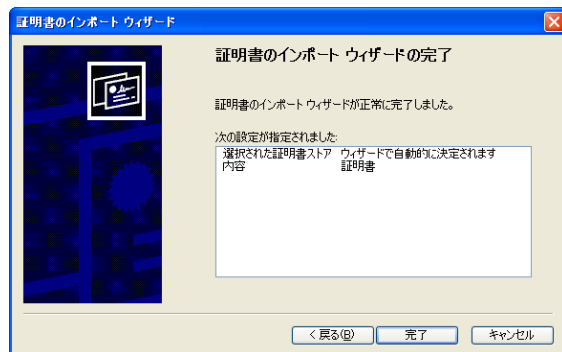 証明書のインポート ウィザード
証明書のインポート ウィザードの完了
証明書のインポート ウィザードが正常に完了しました。
次の設定が指定されました:
選択された証明書ストア ウィザードで自動的に決定されます
内容 証明書
< 戻る(B) 完了 キャンセル